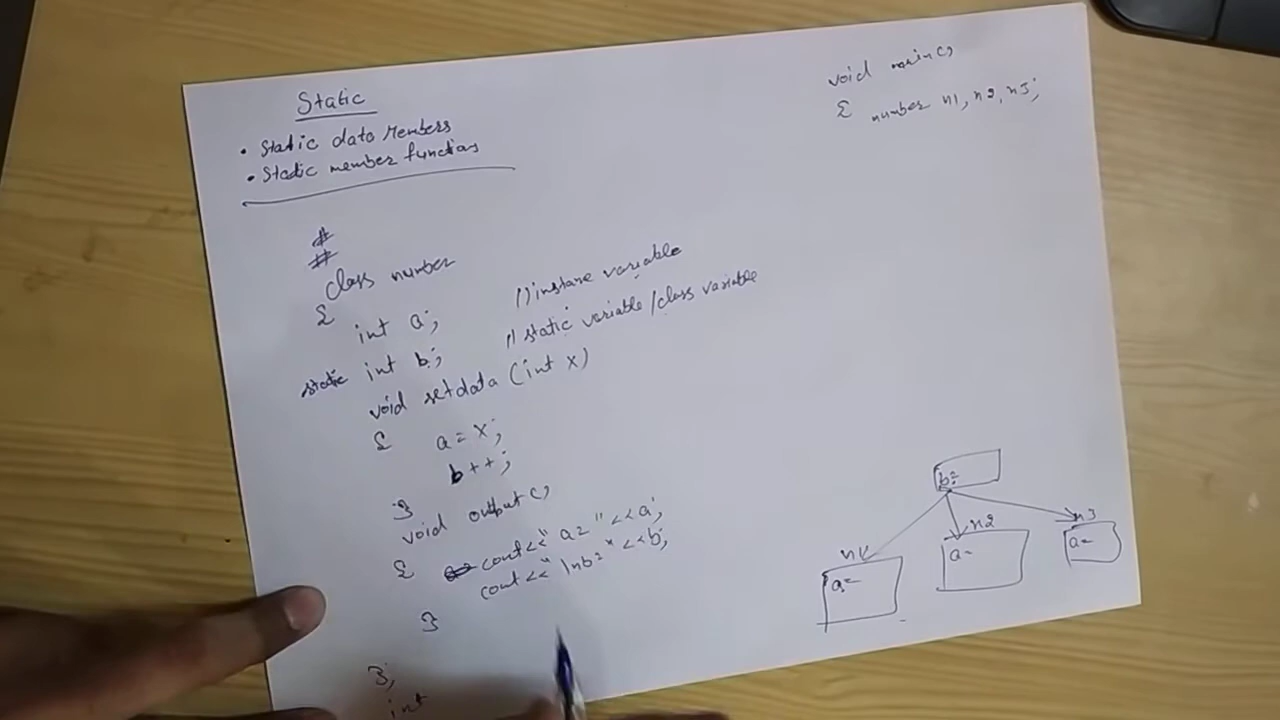 Static
• Static data Members
• Static member functions
#
#
class number
{
int a; // instane variable
static int b; // static variable / class variable
void setdata (int x)
{ a = x;
b++;
}
void output()
{ cout<<"a="<<a;
cout<<"\nb="<<b;
}
};
int
void main()
{ number n1, n2, n3;
b=
n1 n2 n3
a= a= a=